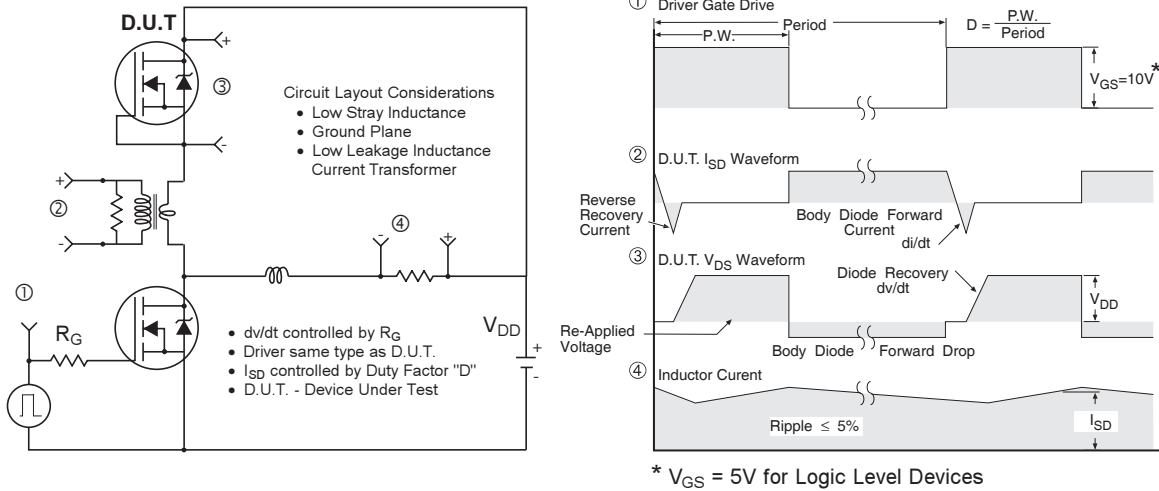 D.U.T
+
③
-
Circuit Layout Considerations
• Low Stray Inductance
• Ground Plane
• Low Leakage Inductance
Current Transformer
+
②
-
④
- +
①
R_G
V_DD
+
-
• dv/dt controlled by R_G
• Driver same type as D.U.T.
• I_SD controlled by Duty Factor "D"
• D.U.T. - Device Under Test
① Driver Gate Drive
P.W.
Period
D = P.W. / Period
V_GS=10V *
② D.U.T. I_SD Waveform
Reverse
Recovery
Current
Body Diode Forward
Current
di/dt
③ D.U.T. V_DS Waveform
Diode Recovery
dv/dt
V_DD
Re-Applied
Voltage
Body Diode Forward Drop
④ Inductor Curent
Ripple ≤ 5%
I_SD
* V_GS = 5V for Logic Level Devices